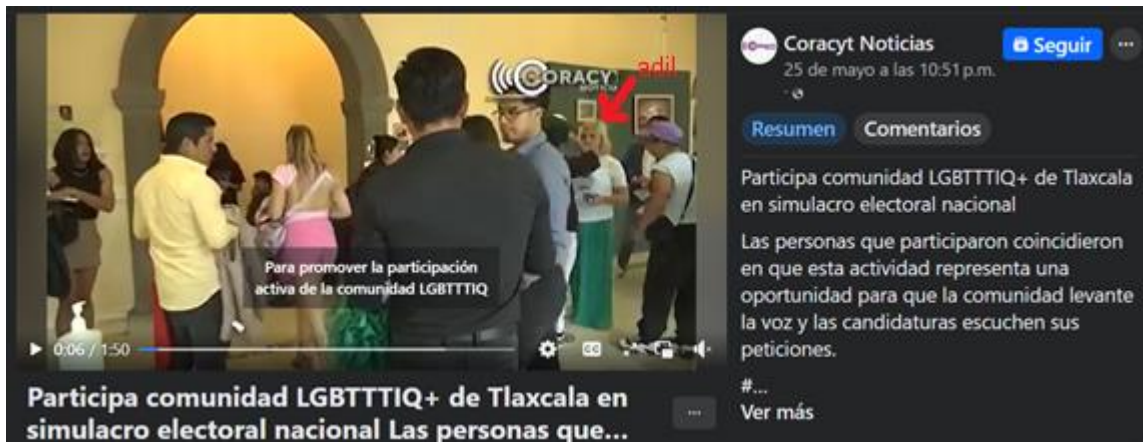 CORACYT
NOTICIAS
adil
Para promover la participación
activa de la comunidad LGBTTTIQ
0:06 / 1:50
CC
Participa comunidad LGBTTTIQ+ de Tlaxcala en
simulacro electoral nacional Las personas que...
Coracyt Noticias
Seguir
25 de mayo a las 10:51 p.m.
Resumen Comentarios
Participa comunidad LGBTTTIQ+ de Tlaxcala
en simulacro electoral nacional
Las personas que participaron coincidieron
en que esta actividad representa una
oportunidad para que la comunidad levante
la voz y las candidaturas escuchen sus
peticiones.
#...
Ver más